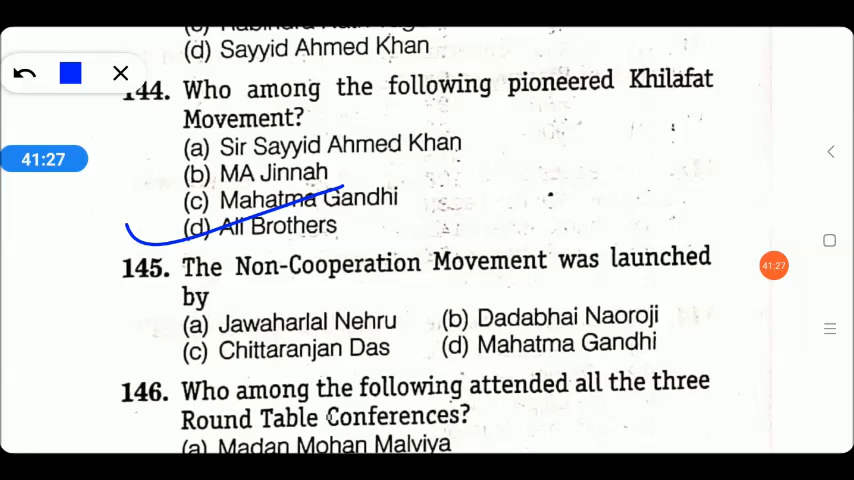 (d) Sayyid Ahmed Khan
144. Who among the following pioneered Khilafat
Movement?
41:27
(a) Sir Sayyid Ahmed Khan
(b) MA Jinnah
(c) Mahatma Gandhi
(d) Ali Brothers
145. The Non-Cooperation Movement was launched
41:27
by
(a) Jawaharlal Nehru (b) Dadabhai Naoroji
(c) Chittaranjan Das (d) Mahatma Gandhi
146. Who among the following attended all the three
Round Table Conferences?
(a) Madan Mohan Malviya